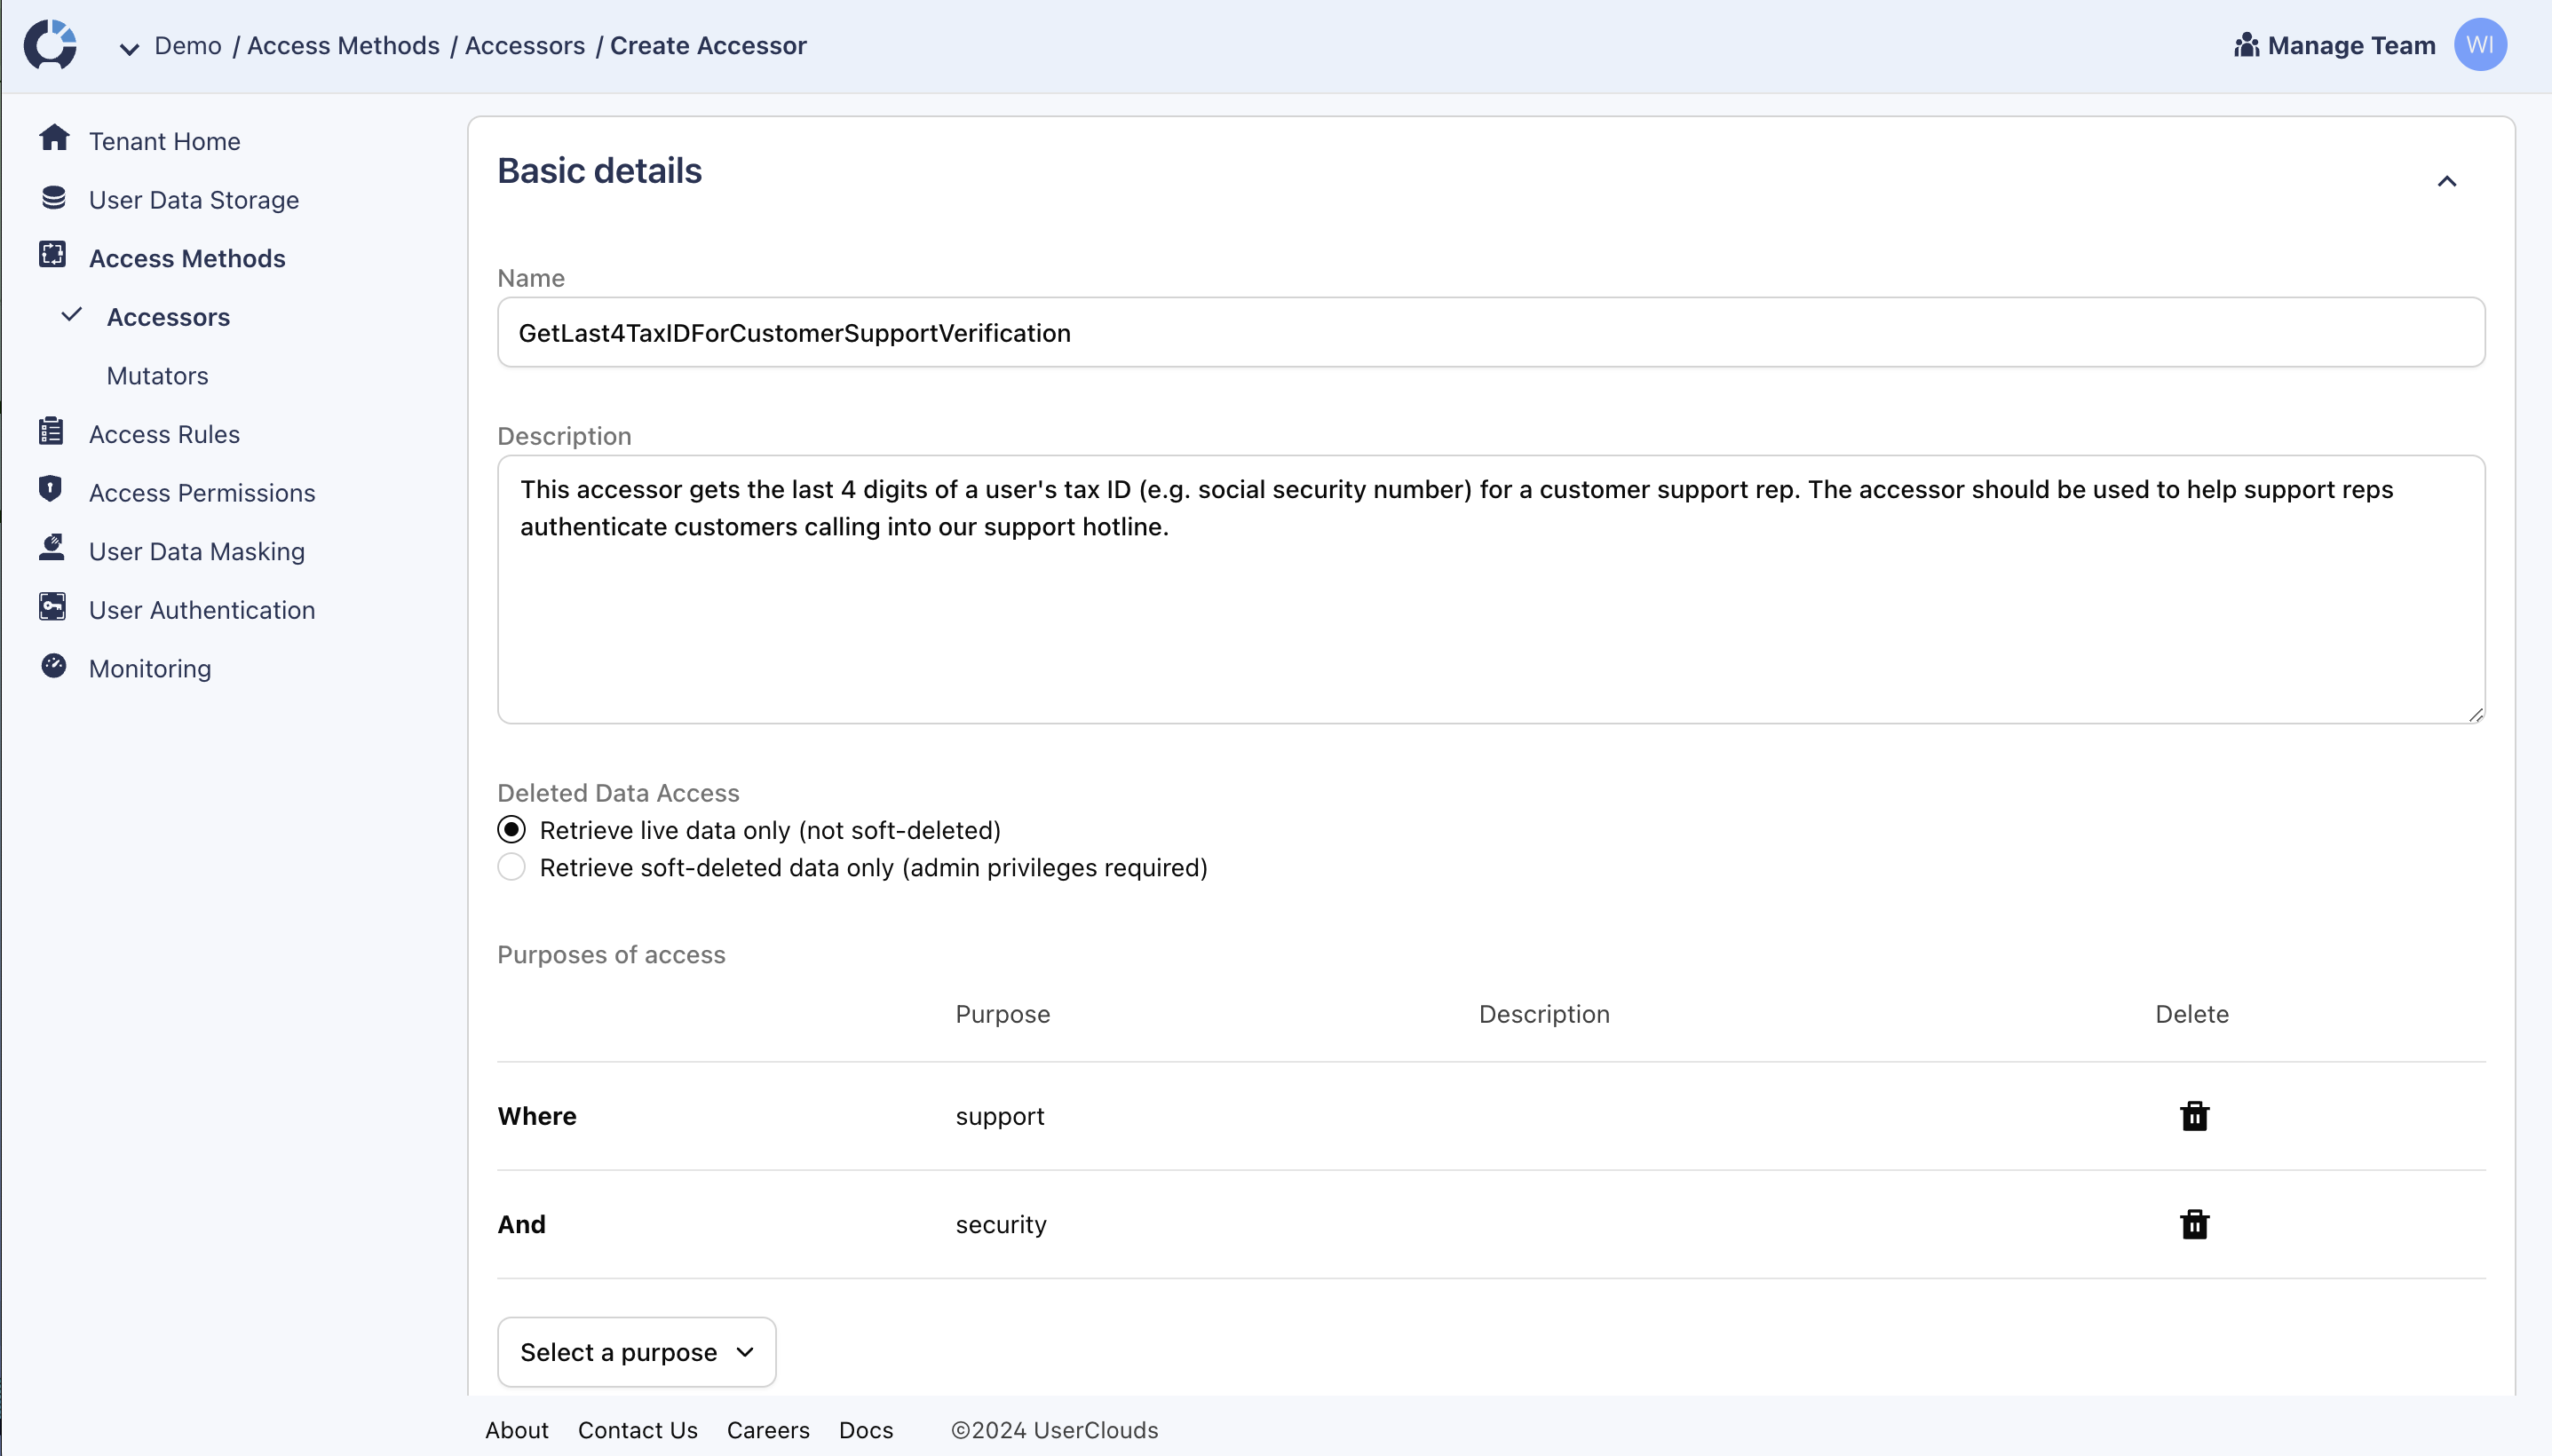 Demo / Access Methods / Accessors / Create Accessor
Manage Team
WI
Tenant Home
User Data Storage
Access Methods
Accessors
Mutators
Access Rules
Access Permissions
User Data Masking
User Authentication
Monitoring
Basic details
Name
GetLast4TaxIDForCustomerSupportVerification
Description
This accessor gets the last 4 digits of a user's tax ID (e.g. social security number) for a customer support rep. The accessor should be used to help support reps
authenticate customers calling into our support hotline.
Deleted Data Access
Retrieve live data only (not soft-deleted)
Retrieve soft-deleted data only (admin privileges required)
Purposes of access
Purpose Description Delete
Where support
And security
Select a purpose
About Contact Us Careers Docs ©2024 UserClouds